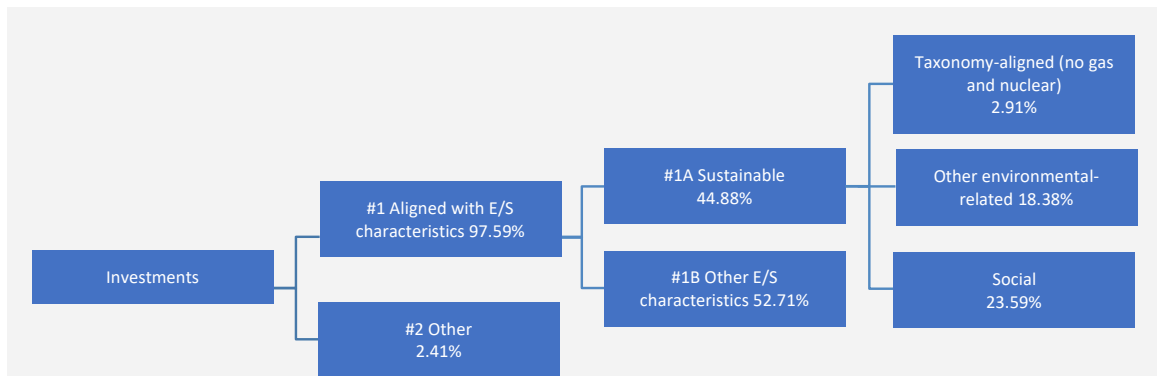 Investments
#1 Aligned with E/S
characteristics 97.59%
#2 Other
2.41%
#1A Sustainable
44.88%
#1B Other E/S
characteristics 52.71%
Taxonomy-aligned (no gas
and nuclear)
2.91%
Other environmental-
related 18.38%
Social
23.59%